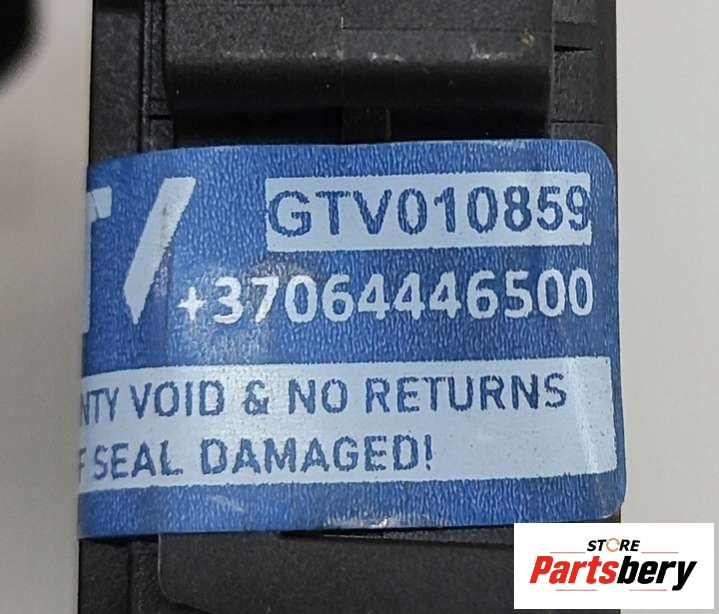 GTV010859
+37064446500
NTY VOID & NO RETURNS
F SEAL DAMAGED!
STORE
Partsbery